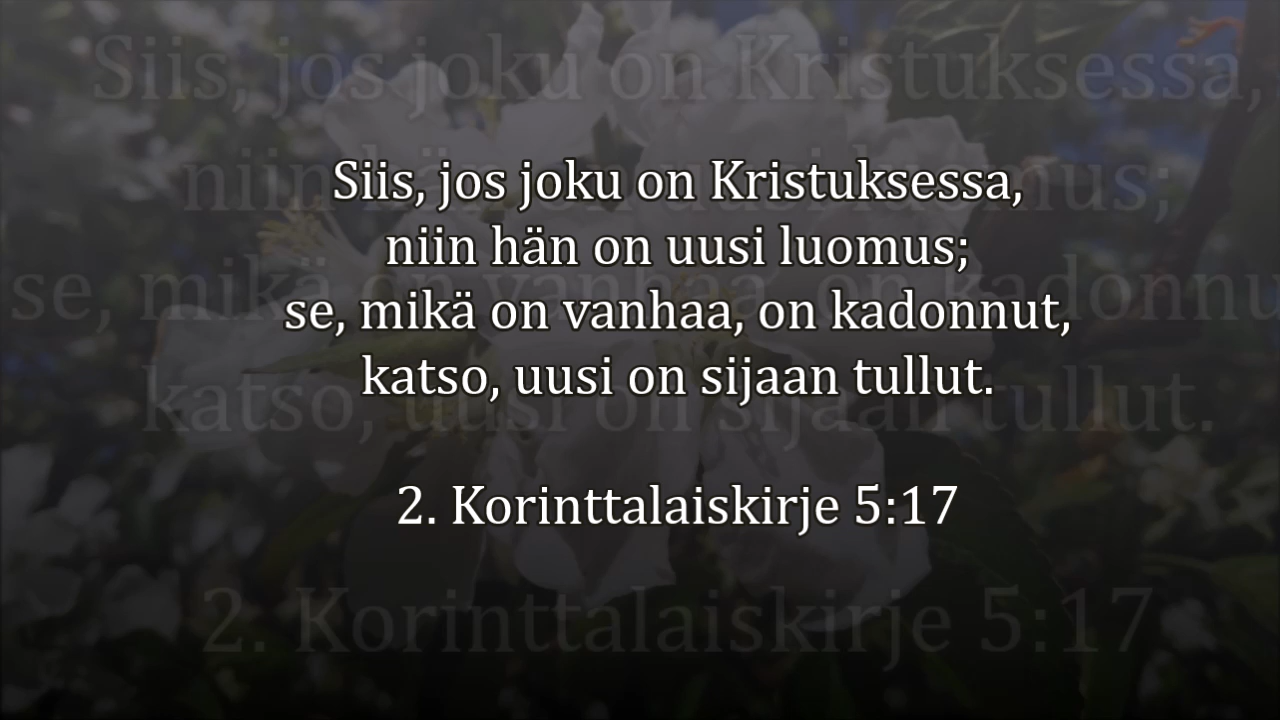 Siis, jos joku on Kristuksessa,
niin hän on uusi luomus;
se, mikä on vanhaa, on kadonnut,
katso, uusi on sijaan tullut.
2. Korinttalaiskirje 5:17